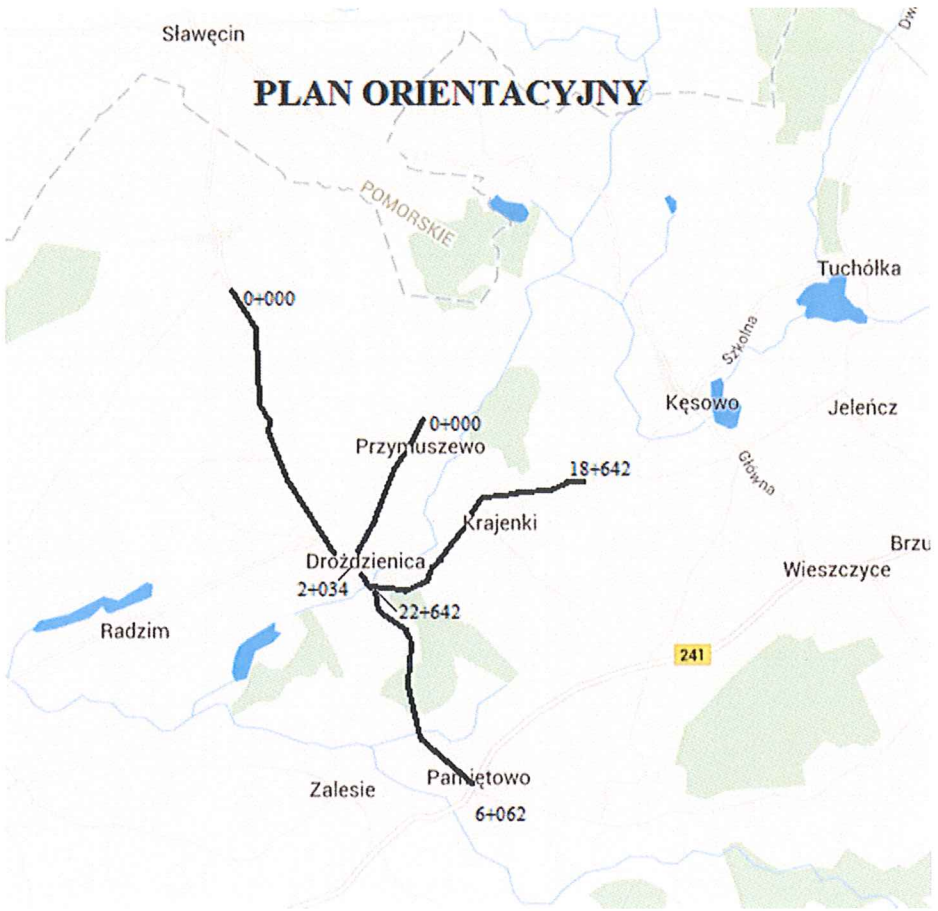 Sławęcin
Dw
PLAN ORIENTACYJNY
POMORSKIE
Tuchółka
0+000
Szkolna
Kęsowo
Jeleńcz
0+000
Przymuszewo
Główna
18+642
Krajenki
Brzu
Drożdzienica
Wieszczyce
2+034
22+642
Radzim
241
Pamiętowo
Zalesie
6+062